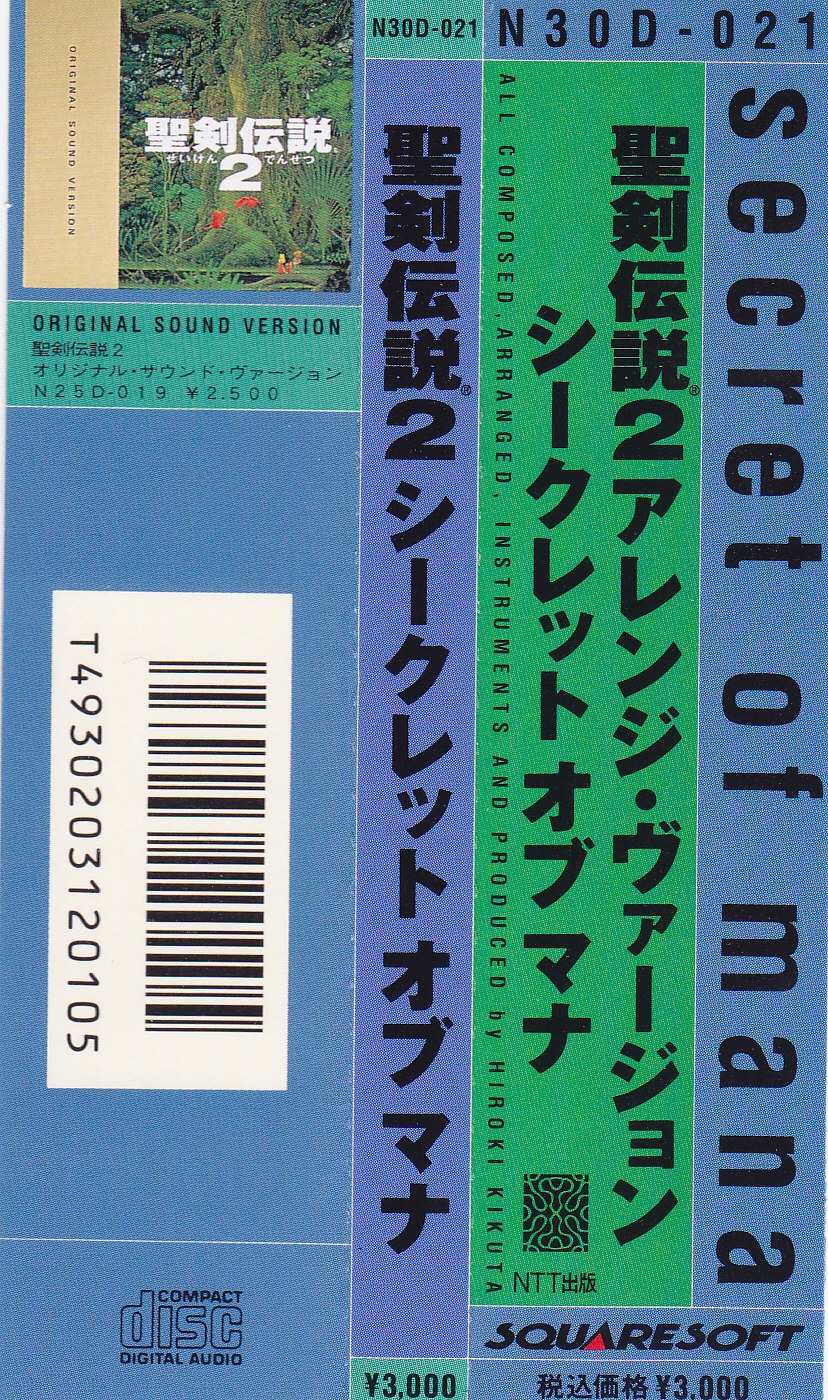 ORIGINAL SOUND VERSION
聖剣伝説
せいけん でんせつ
2
ORIGINAL SOUND VERSION
聖剣伝説2
オリジナル・サウンド・ヴァージョン
N25D-019 ¥2.500
T4930203120105
COMPACT
disc
DIGITAL AUDIO
N30D-021
聖剣伝説®2 シークレット オブ マナ
¥3,000
N30D-021
secret of mana
聖剣伝説®2 アレンジ・ヴァージョン
シークレット オブ マナ
ALL COMPOSED, ARRANGED, INSTRUMENTS AND PRODUCED by HIROKI KIKUTA
NTT出版
SQUARESOFT
税込価格 ¥3.000